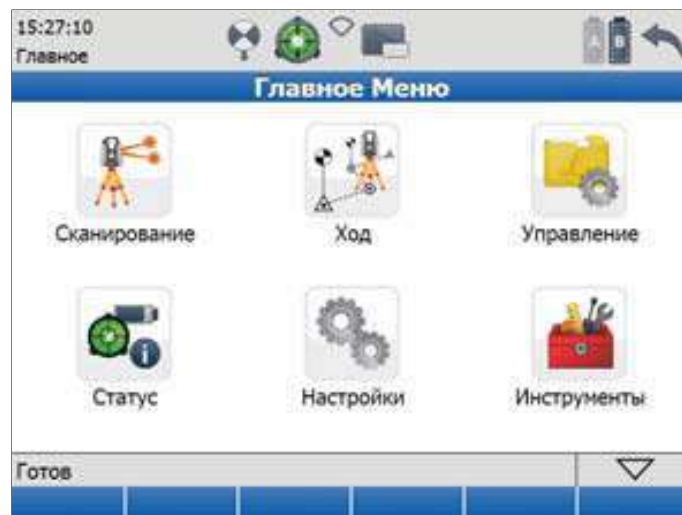 15:27:10
Главное
A B
Главное Меню
Сканирование Ход Управление
Статус Настройки Инструменты
Готов